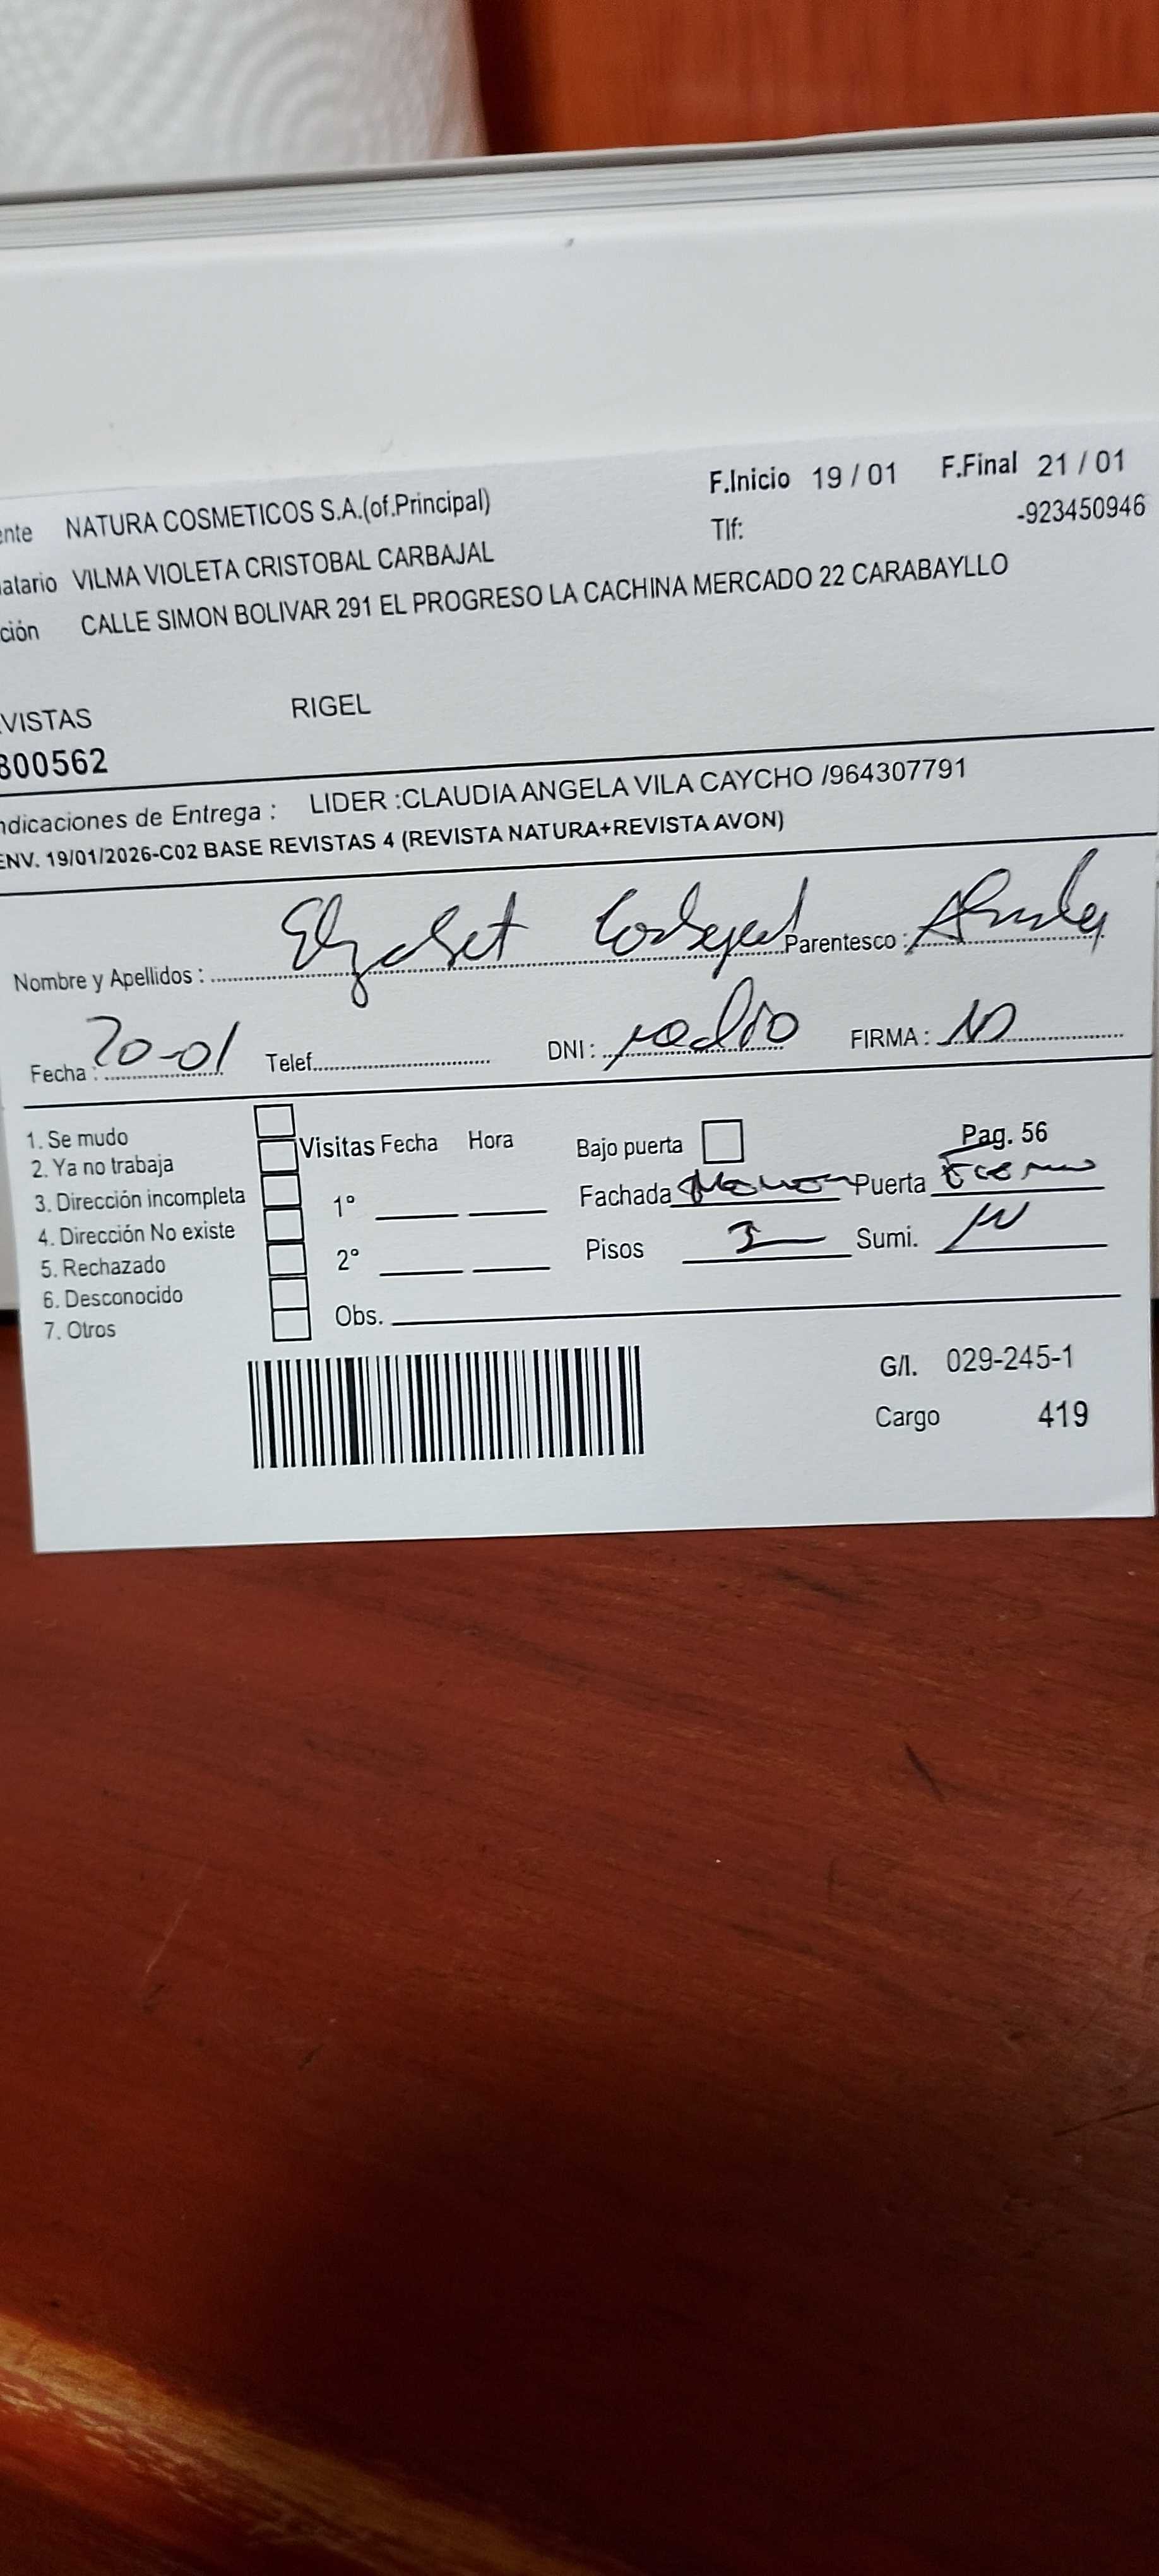 F.Inicio 19 / 01 F.Final 21 / 01
ente NATURA COSMETICOS S.A.(of.Principal)
Tlf: -923450946
atario VILMA VIOLETA CRISTOBAL CARBAJAL
ción CALLE SIMON BOLIVAR 291 EL PROGRESO LA CACHINA MERCADO 22 CARABAYLLO
VISTAS RIGEL
800562
ndicaciones de Entrega : LIDER :CLAUDIA ANGELA VILA CAYCHO /964307791
ENV. 19/01/2026-C02 BASE REVISTAS 4 (REVISTA NATURA+REVISTA AVON)
Nombre y Apellidos : Carbajal Parentesco :
Fecha : 20-01 Telef. DNI : FIRMA :
1. Se mudo
2. Ya no trabaja
3. Dirección incompleta
4. Dirección No existe
5. Rechazado
6. Desconocido
7. Otros
Visitas Fecha Hora
1°
2°
Obs.
Bajo puerta Pag. 56
Fachada Puerta
Pisos Sumi.
G/I. 029-245-1
Cargo 419